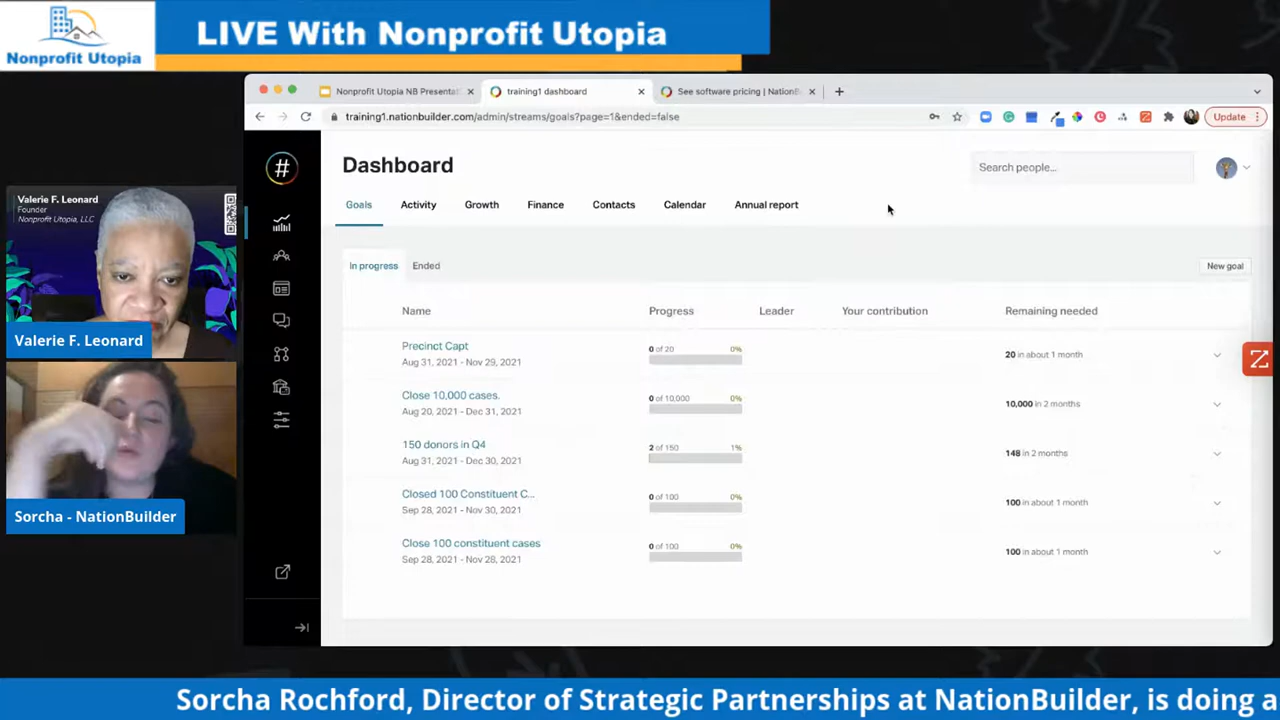 LIVE With Nonprofit Utopia
Nonprofit Utopia
Nonprofit Utopia NB Presentat
training1 dashboard
See software pricing | NationB
training1.nationbuilder.com/admin/streams/goals?page=1&ended=false
Update
#
Dashboard
Search people...
Goals
Activity
Growth
Finance
Contacts
Calendar
Annual report
In progress
Ended
New goal
Name
Progress
Leader
Your contribution
Remaining needed
Precinct Capt
Aug 31, 2021 - Nov 29, 2021
0 of 20
0%
20 in about 1 month
Close 10,000 cases.
Aug 20, 2021 - Dec 31, 2021
0 of 10,000
0%
10,000 in 2 months
150 donors in Q4
Aug 31, 2021 - Dec 30, 2021
2 of 150
1%
148 in 2 months
Closed 100 Constituent C...
Sep 28, 2021 - Nov 30, 2021
0 of 100
0%
100 in about 1 month
Close 100 constituent cases
Sep 28, 2021 - Nov 28, 2021
0 of 100
0%
100 in about 1 month
Valerie F. Leonard
Founder
Nonprofit Utopia, LLC
Valerie F. Leonard
Sorcha - NationBuilder
Sorcha Rochford, Director of Strategic Partnerships at NationBuilder, is doing a